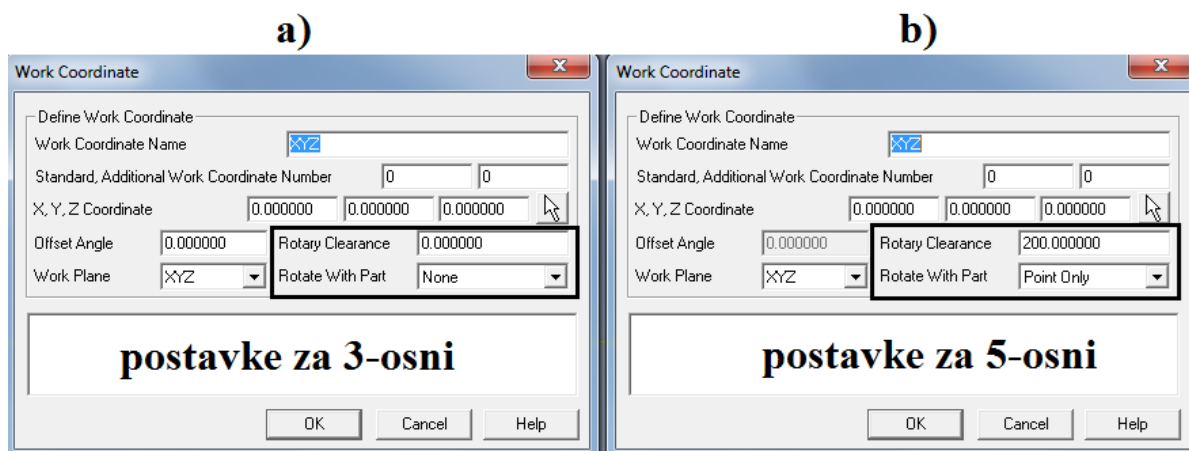 a)
Work Coordinate
Define Work Coordinate
Work Coordinate Name XYZ
Standard, Additional Work Coordinate Number 0 0
X, Y, Z Coordinate 0.000000 0.000000 0.000000
Offset Angle 0.000000 Rotary Clearance 0.000000
Work Plane XYZ Rotate With Part None
postavke za 3-osni
OK Cancel Help
b)
Work Coordinate
Define Work Coordinate
Work Coordinate Name XYZ
Standard, Additional Work Coordinate Number 0 0
X, Y, Z Coordinate 0.000000 0.000000 0.000000
Offset Angle 0.000000 Rotary Clearance 200.000000
Work Plane XYZ Rotate With Part Point Only
postavke za 5-osni
OK Cancel Help